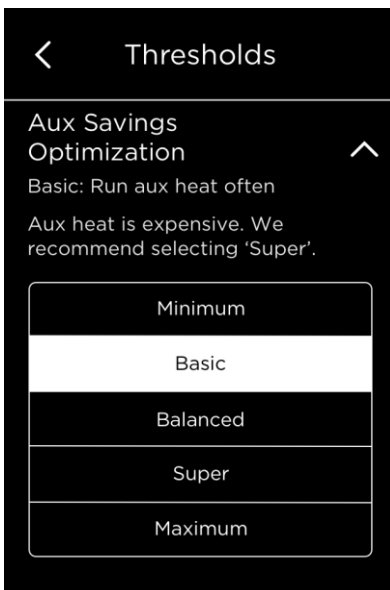 Thresholds
Aux Savings
Optimization
Basic: Run aux heat often
Aux heat is expensive. We
recommend selecting ‘Super’.
Minimum
Basic
Balanced
Super
Maximum